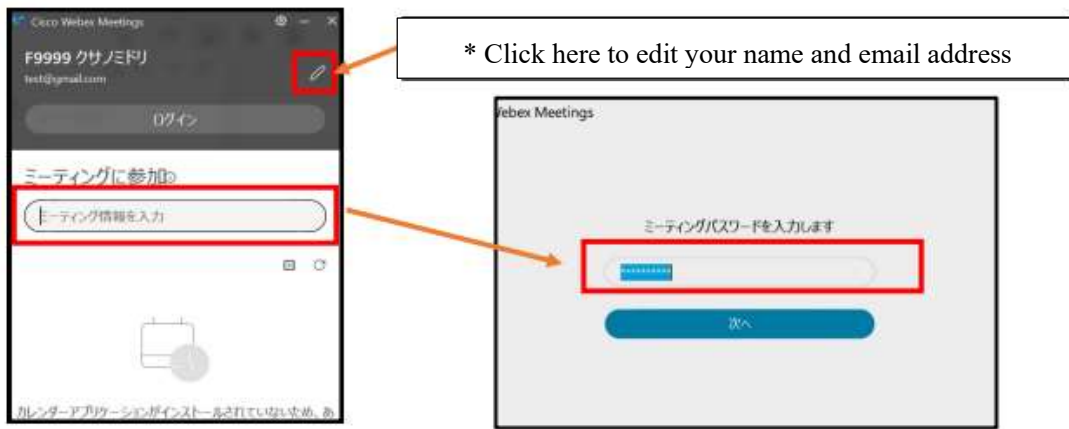 Cisco Webex Meetings
F9999 クサノミドリ
test@gmail.com
ログイン
ミーティングに参加
ミーティング情報を入力
カレンダーアプリケーションがインストールされていないため、あ
* Click here to edit your name and email address
Webex Meetings
ミーティングパスワードを入力します
**********
次へ